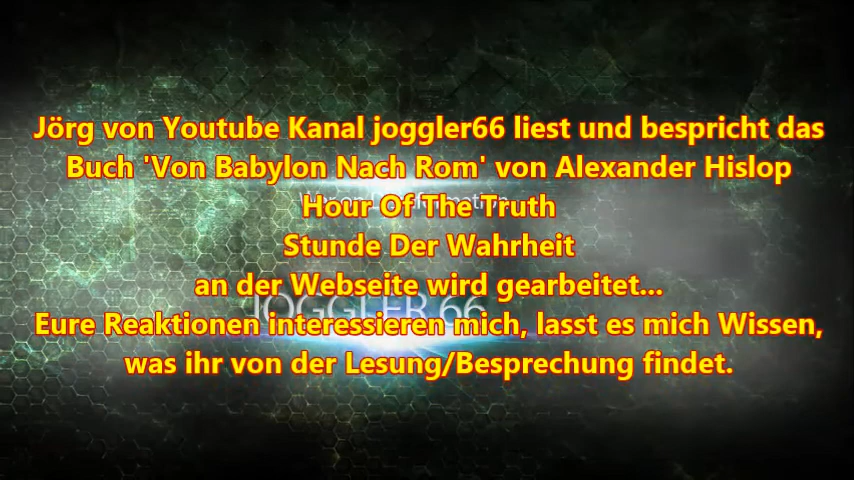 Jörg von Youtube Kanal joggler66 liest und bespricht das
Buch 'Von Babylon Nach Rom' von Alexander Hislop
Hour Of The Truth
Stunde Der Wahrheit
an der Webseite wird gearbeitet...
JOGGLER 66
Eure Reaktionen interessieren mich, lasst es mich Wissen,
was ihr von der Lesung/Besprechung findet.